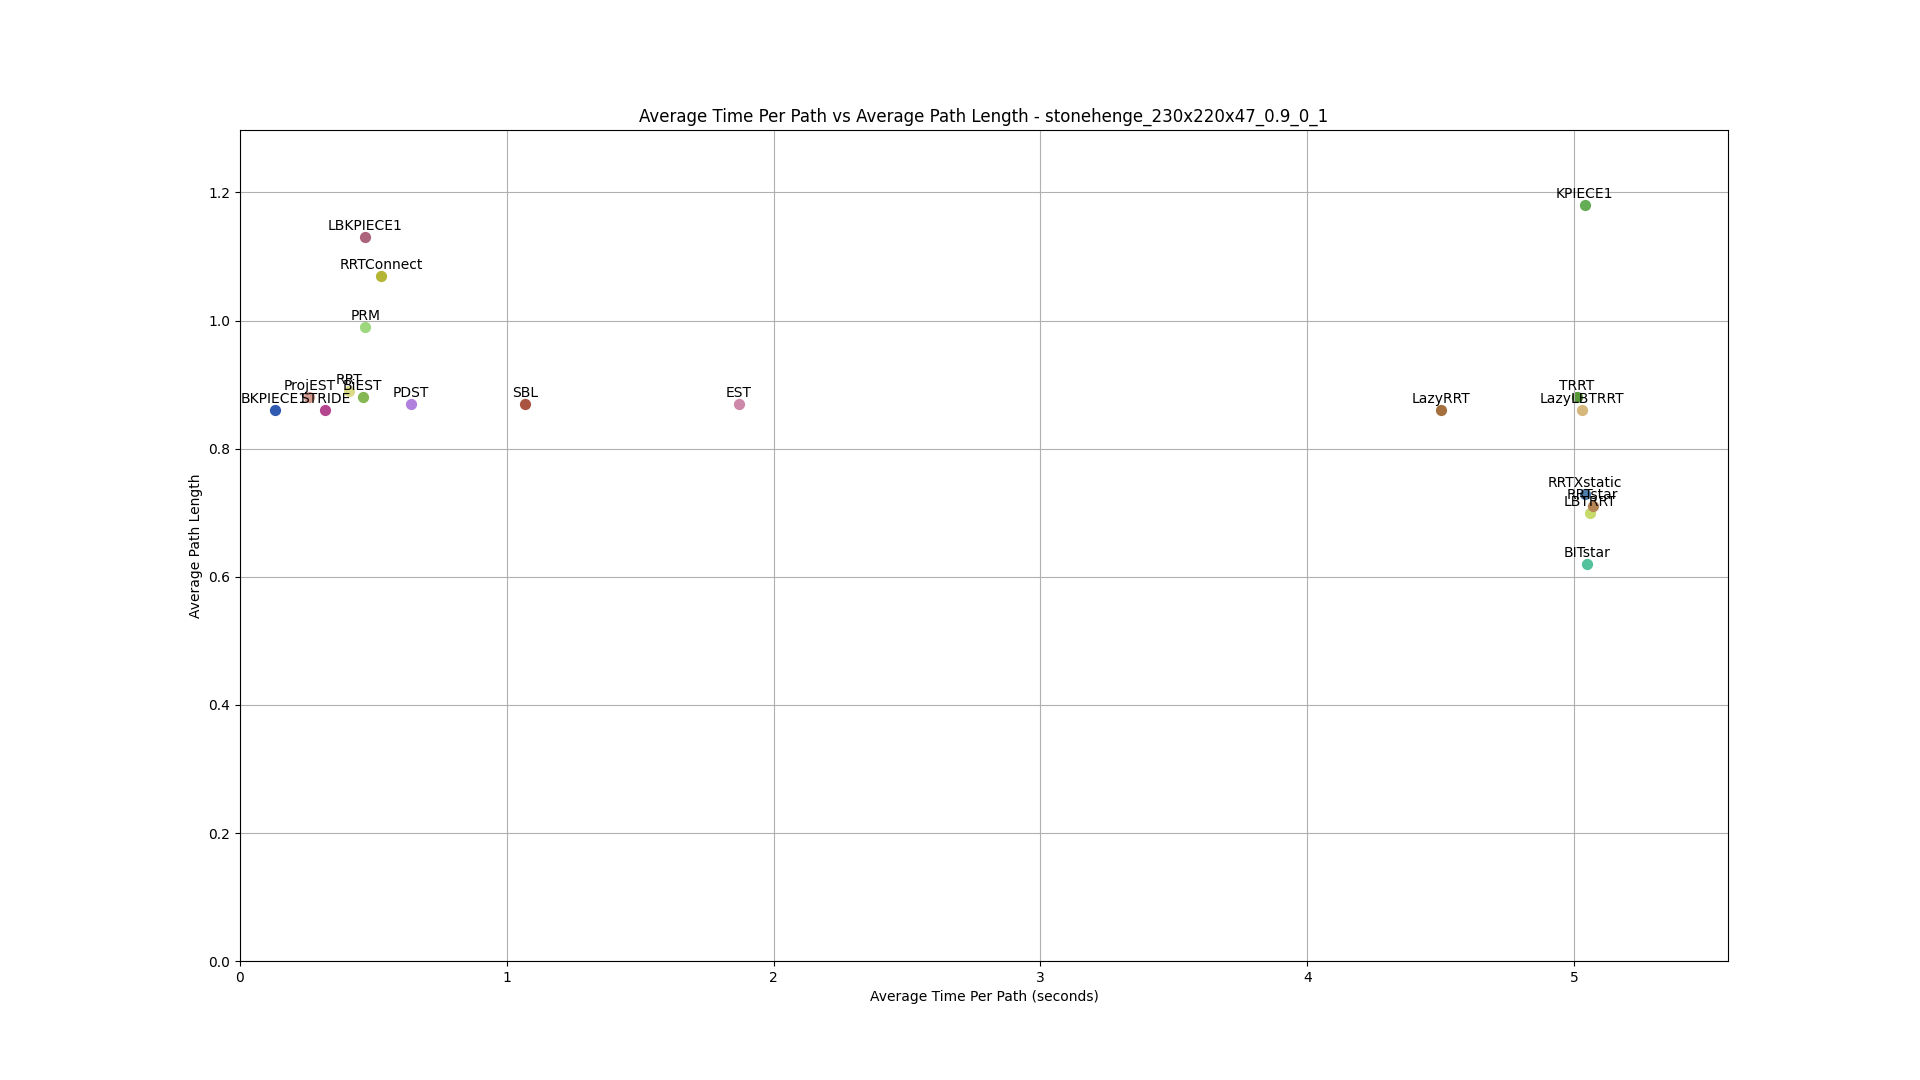 Average Time Per Path vs Average Path Length - stonehenge_230x220x47_0.9_0_1
1.2
KPIECE1
LBKPIECE1
RRTConnect
PRM
1.0
RRT
ProjEST
BiEST
TRRT
PDST
SBL
EST
BKPIECE1
STRIDE
LazyRRT
LazyLBTRRT
0.8
RRTXstatic
RRTstar
LBTRRT
BITstar
0.6
Average Path Length
0.4
0.2
0.0
0
1
2
3
4
5
Average Time Per Path (seconds)